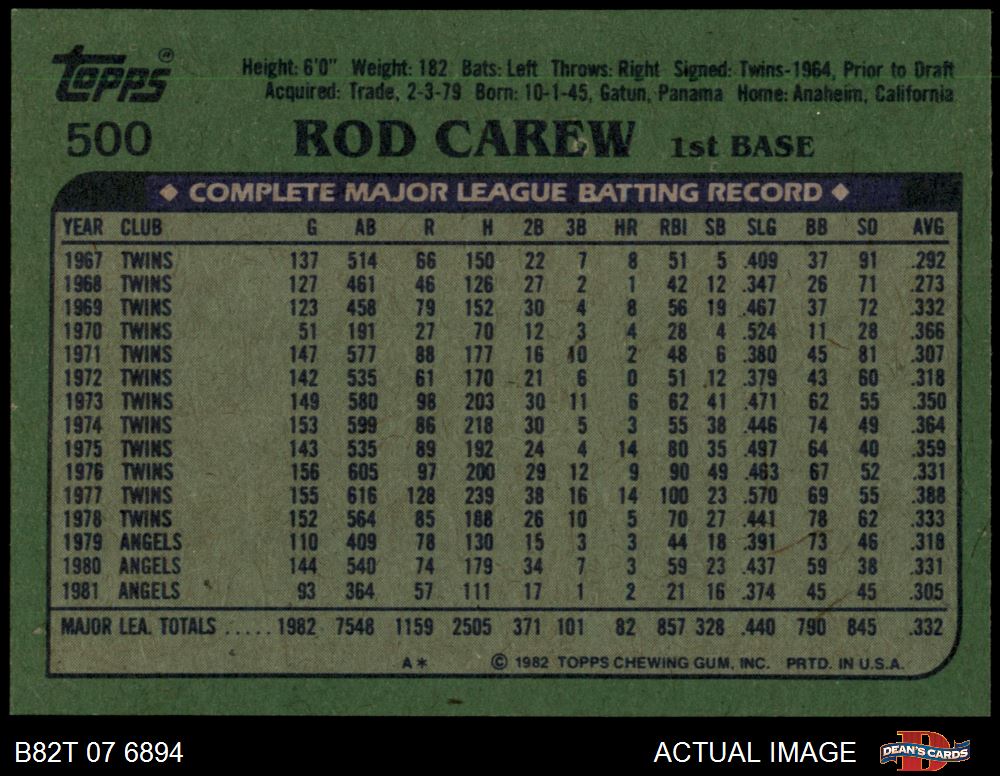 Topps®
Height: 6'0" Weight: 182 Bats: Left Throws: Right Signed: Twins-1964, Prior to Draft
Acquired: Trade, 2-3-79 Born: 10-1-45, Gatun, Panama Home: Anaheim, California
500 ROD CAREW 1st BASE
◆ COMPLETE MAJOR LEAGUE BATTING RECORD ◆
YEAR CLUB G AB R H 2B 3B HR RBI SB SLG BB SO AVG
1967 TWINS 137 514 66 150 22 7 8 51 5 .409 37 91 .292
1968 TWINS 127 461 46 126 27 2 1 42 12 .347 26 71 .273
1969 TWINS 123 458 79 152 30 4 8 56 19 .467 37 72 .332
1970 TWINS 51 191 27 70 12 3 4 28 4 .524 11 28 .366
1971 TWINS 147 577 88 177 16 10 2 48 6 .380 45 81 .307
1972 TWINS 142 535 61 170 21 6 0 51 12 .379 43 60 .318
1973 TWINS 149 580 98 203 30 11 6 62 41 .471 62 55 .350
1974 TWINS 153 599 86 218 30 5 3 55 38 .446 74 49 .364
1975 TWINS 143 535 89 192 24 4 14 80 35 .497 64 40 .359
1976 TWINS 156 605 97 200 29 12 9 90 49 .463 67 52 .331
1977 TWINS 155 616 128 239 38 16 14 100 23 .570 69 55 .388
1978 TWINS 152 564 85 188 26 10 5 70 27 .441 78 62 .333
1979 ANGELS 110 409 78 130 15 3 3 44 18 .391 73 46 .318
1980 ANGELS 144 540 74 179 34 7 3 59 23 .437 59 38 .331
1981 ANGELS 93 364 57 111 17 1 2 21 16 .374 45 45 .305
MAJOR LEA. TOTALS ..... 1982 7548 1159 2505 371 101 82 857 328 .440 790 845 .332
A* © 1982 TOPPS CHEWING GUM, INC. PRTD. IN U.S.A.
B82T 07 6894 ACTUAL IMAGE D DEAN'S CARDS